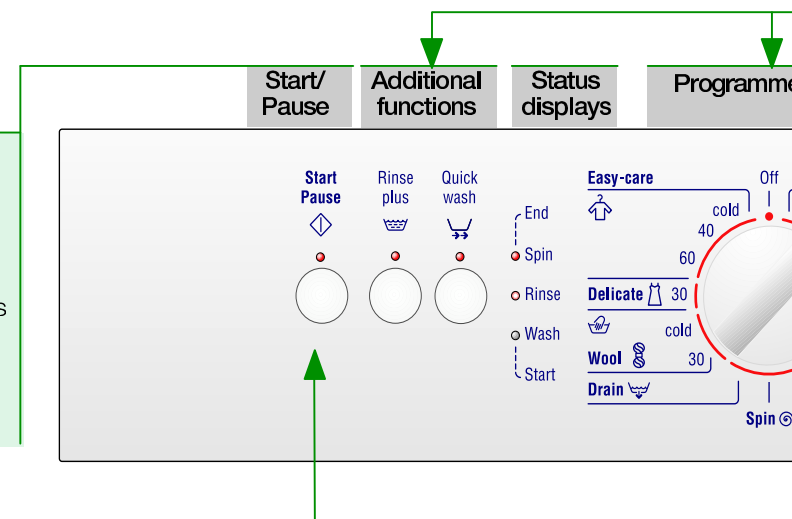 Start/
Pause
Additional
functions
Status
displays
Programme
Start
Pause
Rinse
plus
Quick
wash
End
Spin
Rinse
Wash
Start
Easy-care
cold
40
60
Delicate
30
cold
Wool
30
Drain
Off
Spin
s